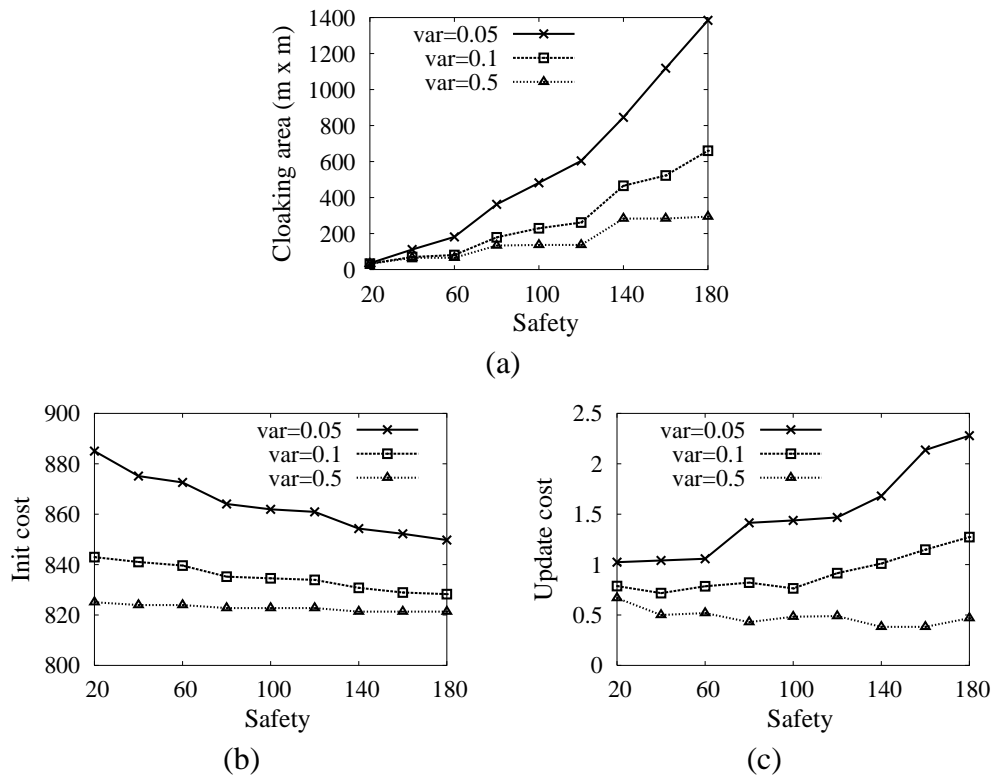 1400
1200
1000
800
600
400
200
0
Cloaking area (m x m)
var=0.05
var=0.1
var=0.5
20 60 100 140 180
Safety
(a)
900
880
860
840
820
800
Init cost
var=0.05
var=0.1
var=0.5
20 60 100 140 180
Safety
(b)
2.5
2
1.5
1
0.5
0
Update cost
var=0.05
var=0.1
var=0.5
20 60 100 140 180
Safety
(c)